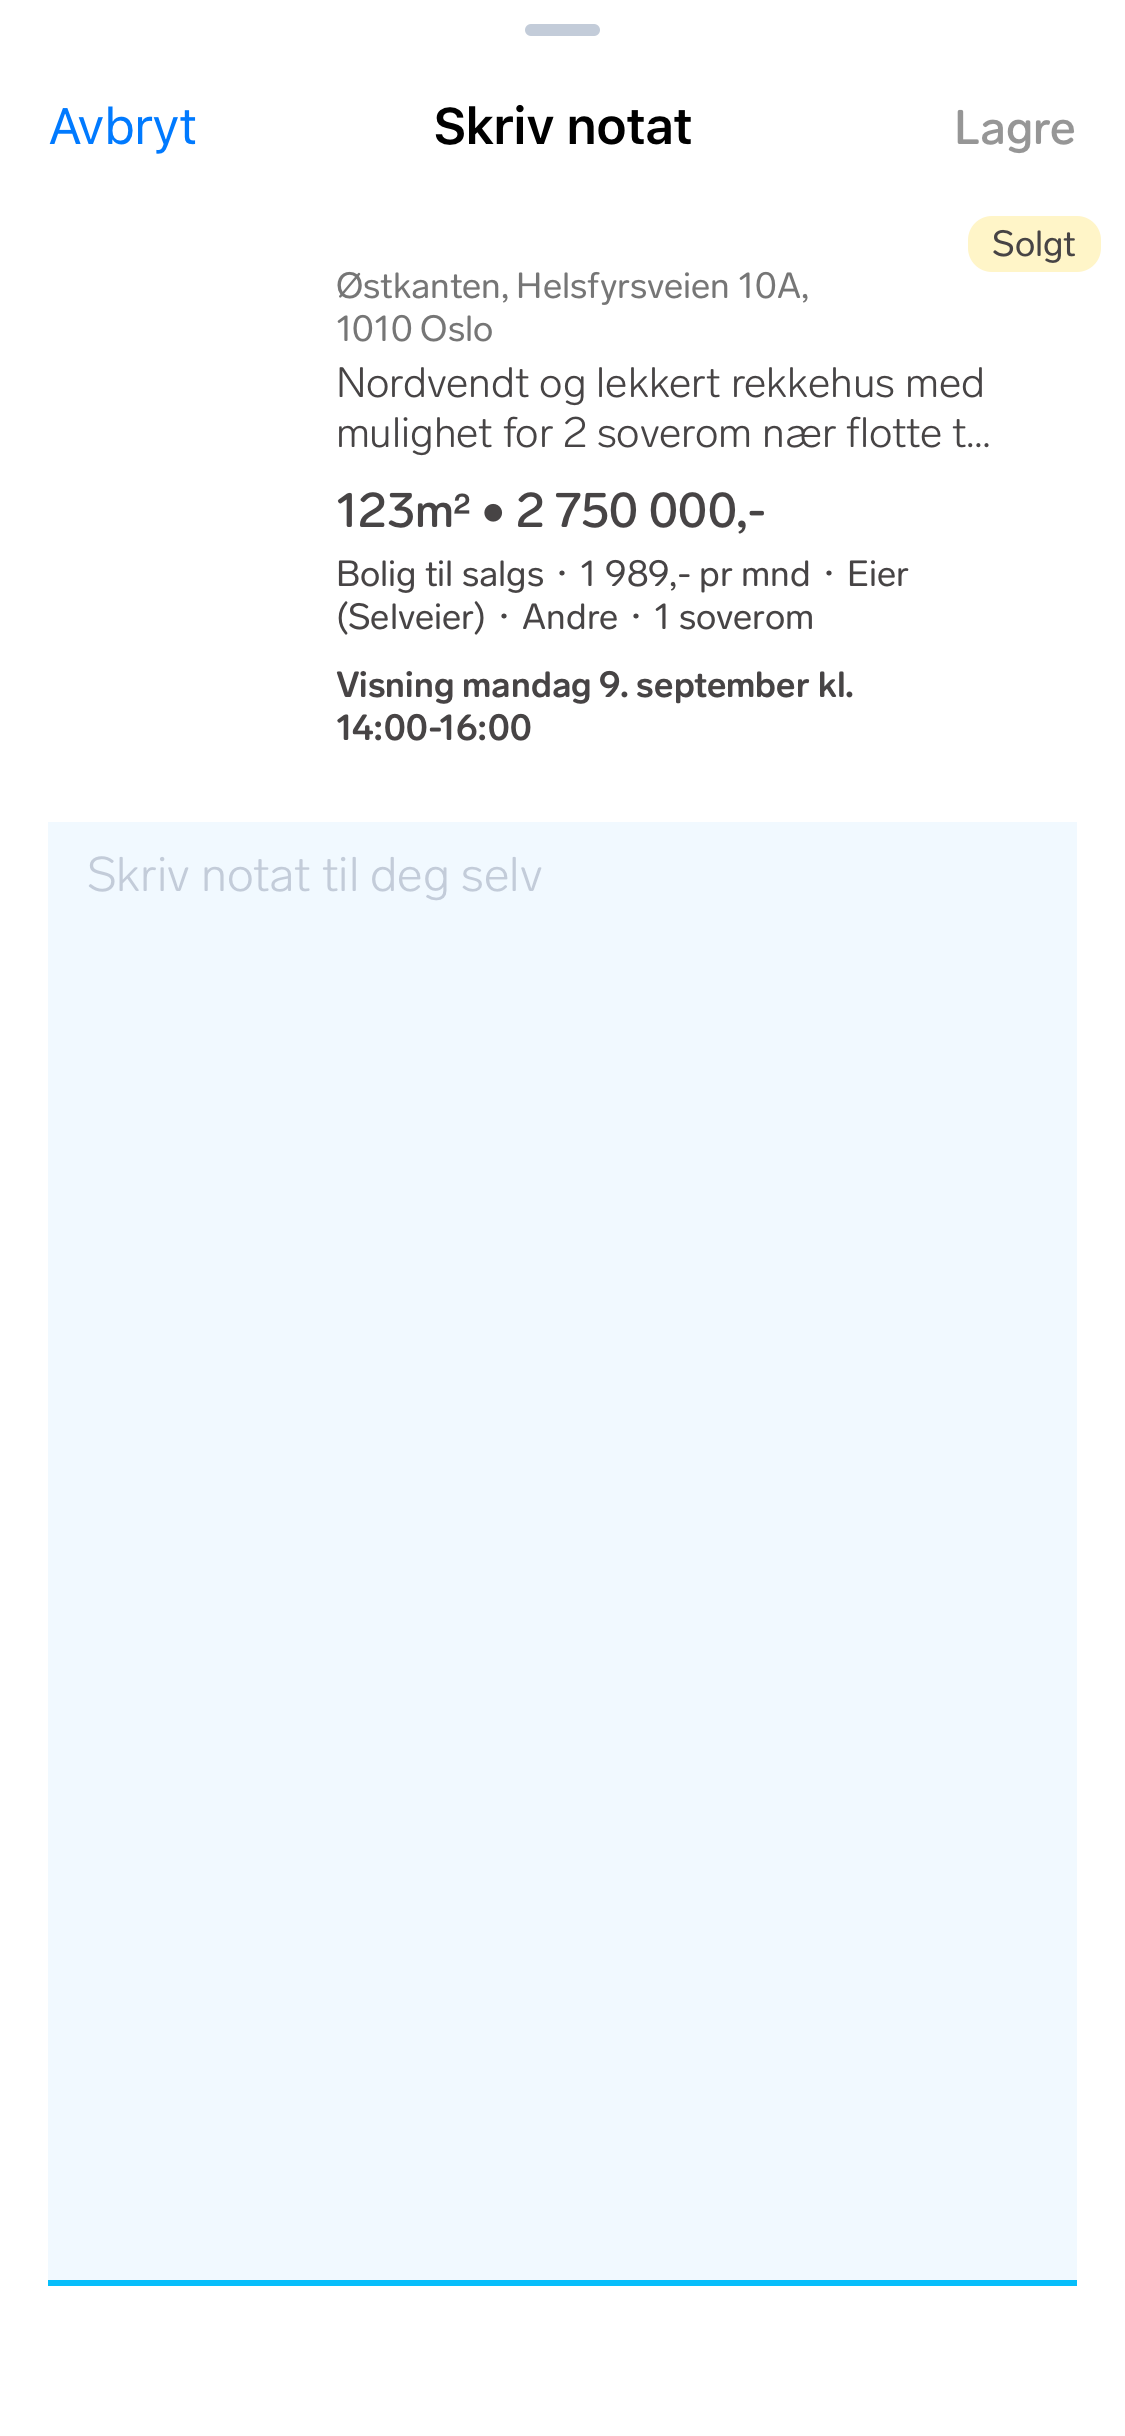 Avbryt
Skriv notat
Lagre
Solgt
Østkanten, Helsfyrsveien 10A,
1010 Oslo
Nordvendt og lekkert rekkehus med
mulighet for 2 soverom nær flotte t...
123m² • 2 750 000,-
Bolig til salgs · 1 989,- pr mnd · Eier
(Selveier) · Andre · 1 soverom
Visning mandag 9. september kl.
14:00-16:00
Skriv notat til deg selv